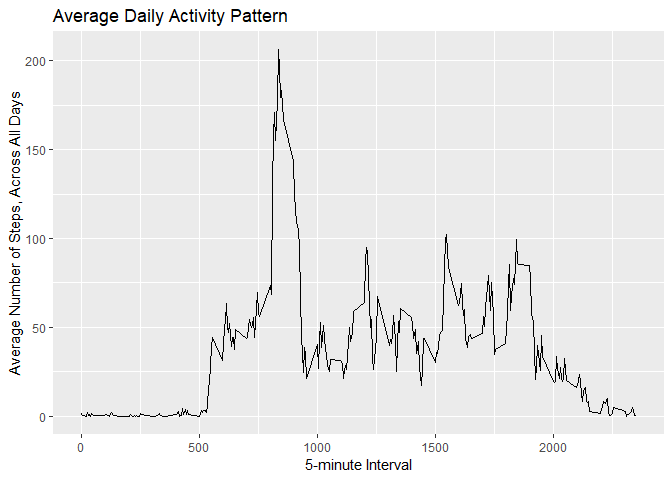 Average Daily Activity Pattern
Average Number of Steps, Across All Days
200
150
100
50
0
0 500 1000 1500 2000
5-minute Interval